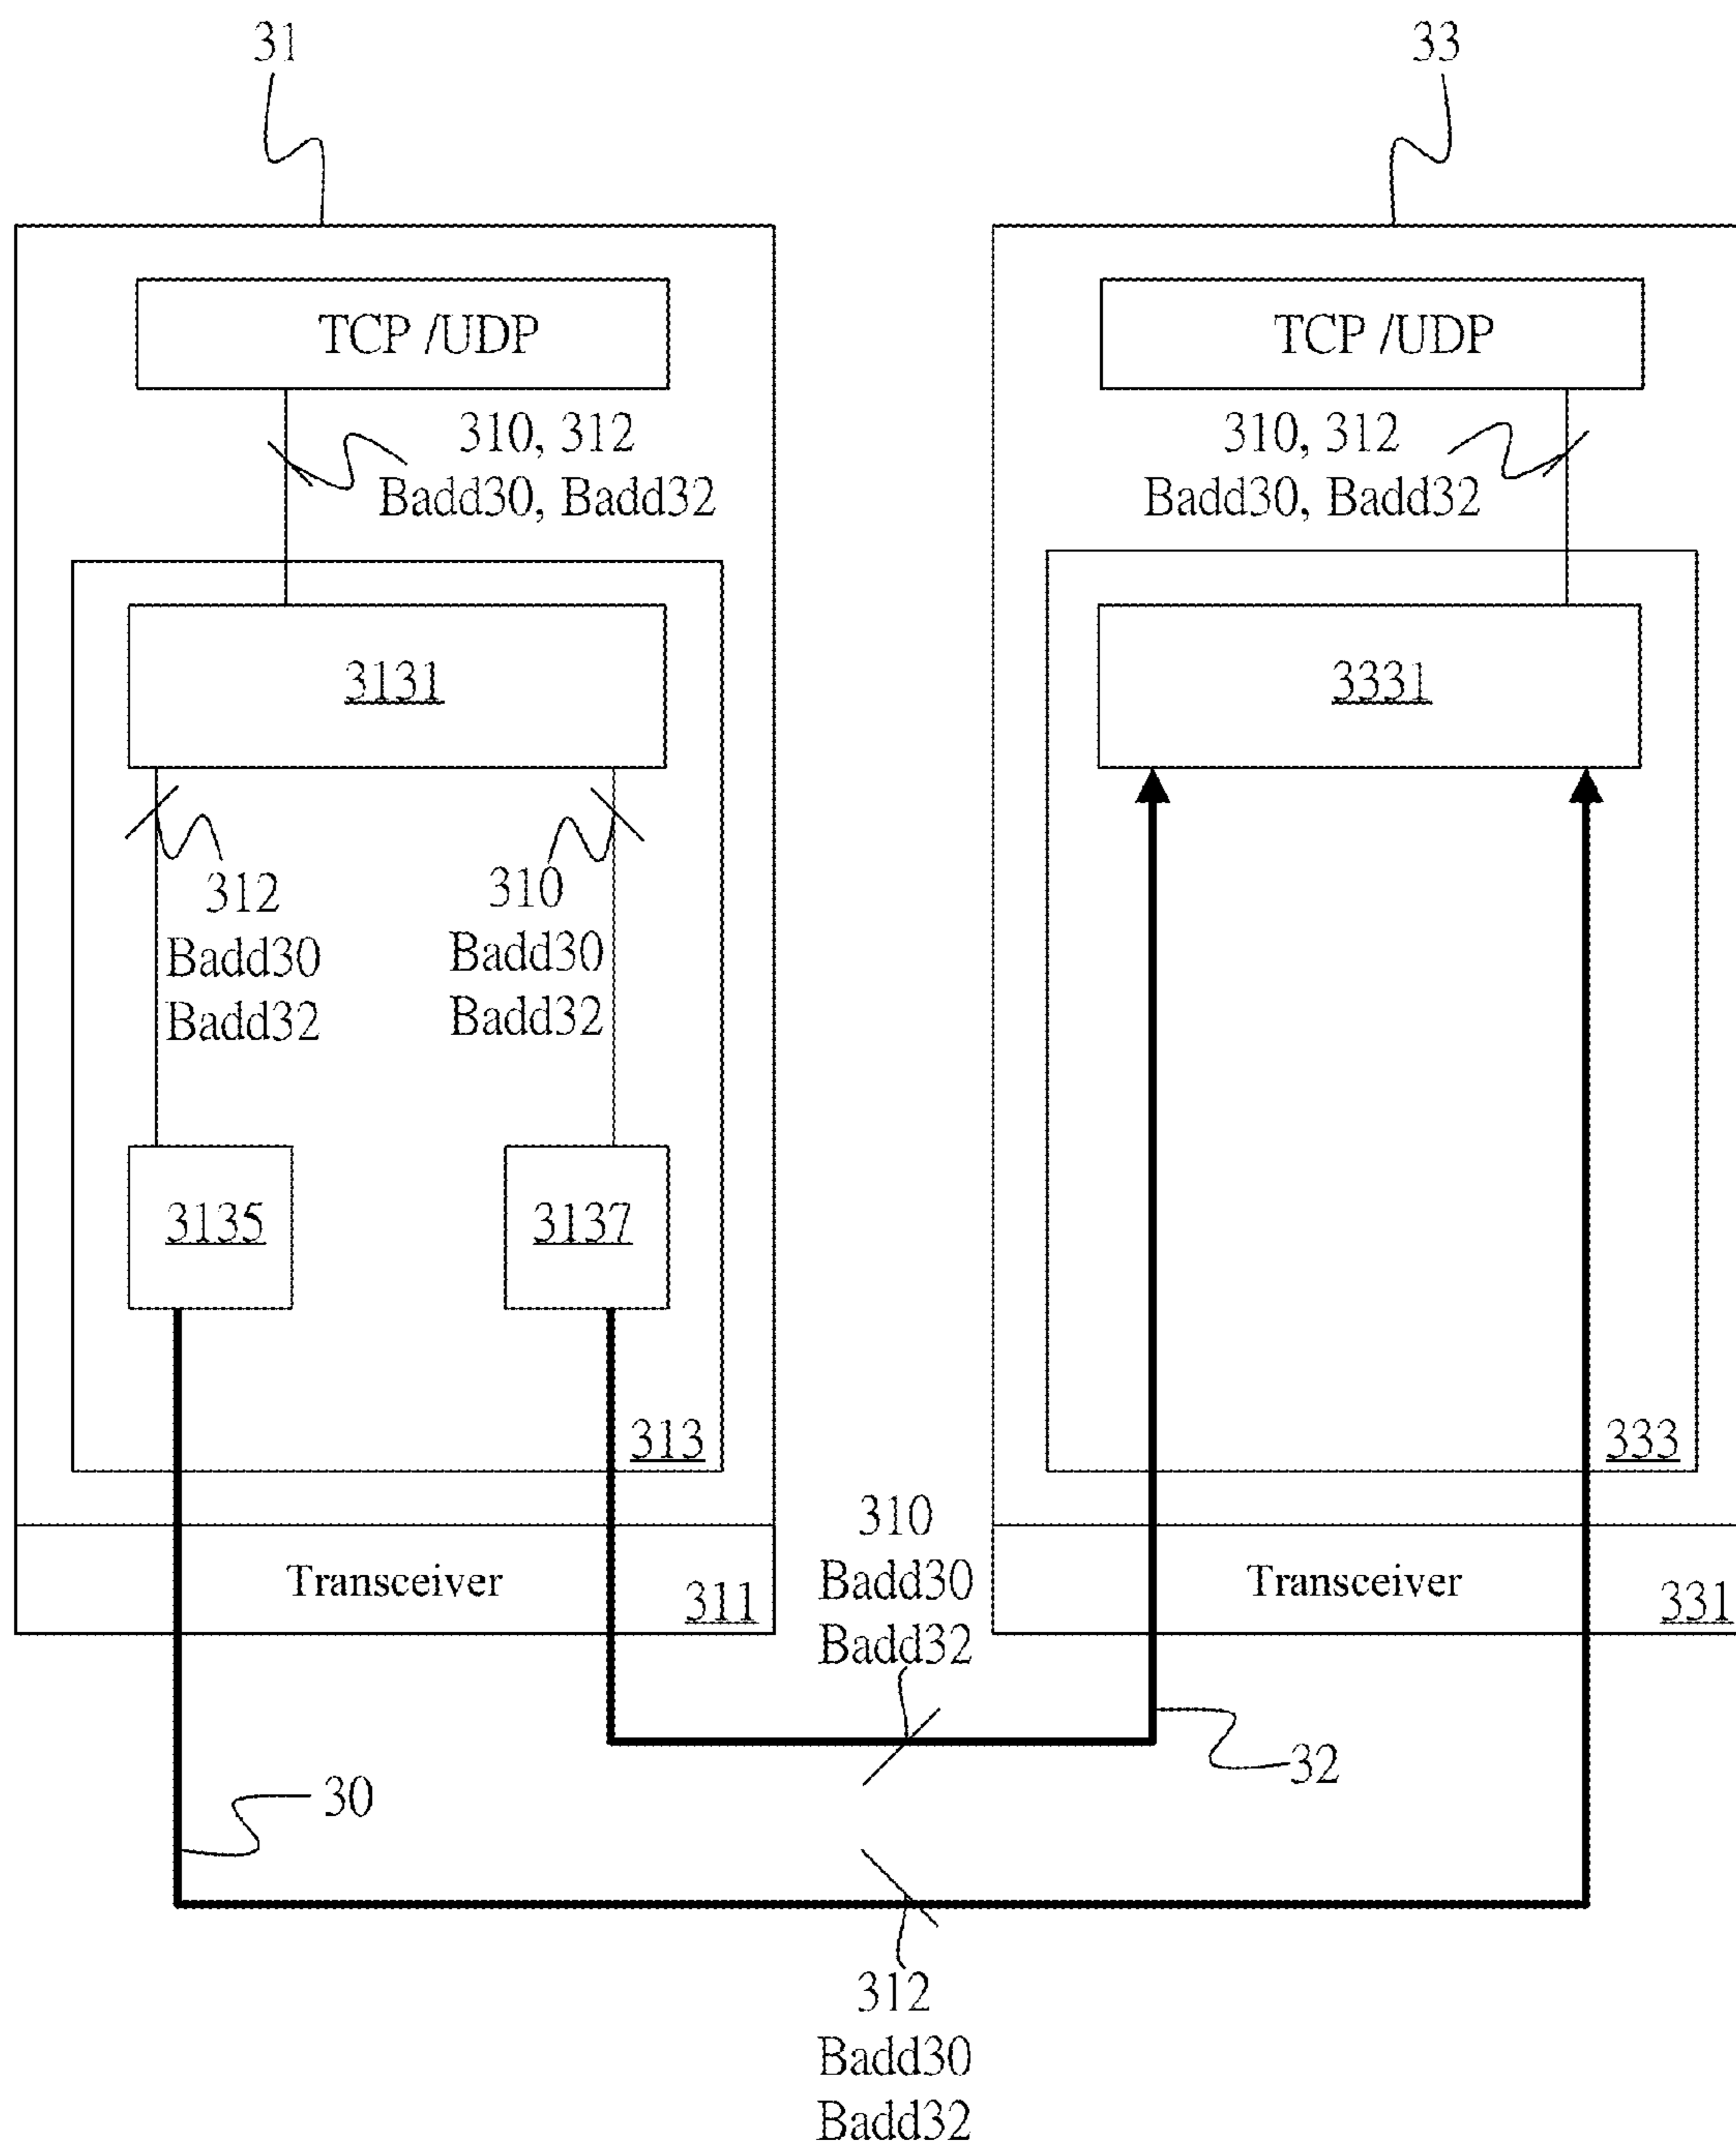 31
33
TCP /UDP
TCP /UDP
310, 312
Badd30, Badd32
310, 312
Badd30, Badd32
3131
3331
312
Badd30
Badd32
310
Badd30
Badd32
3135
3137
313
333
310
Badd30
Badd32
Transceiver
311
Transceiver
331
32
30
312
Badd30
Badd32